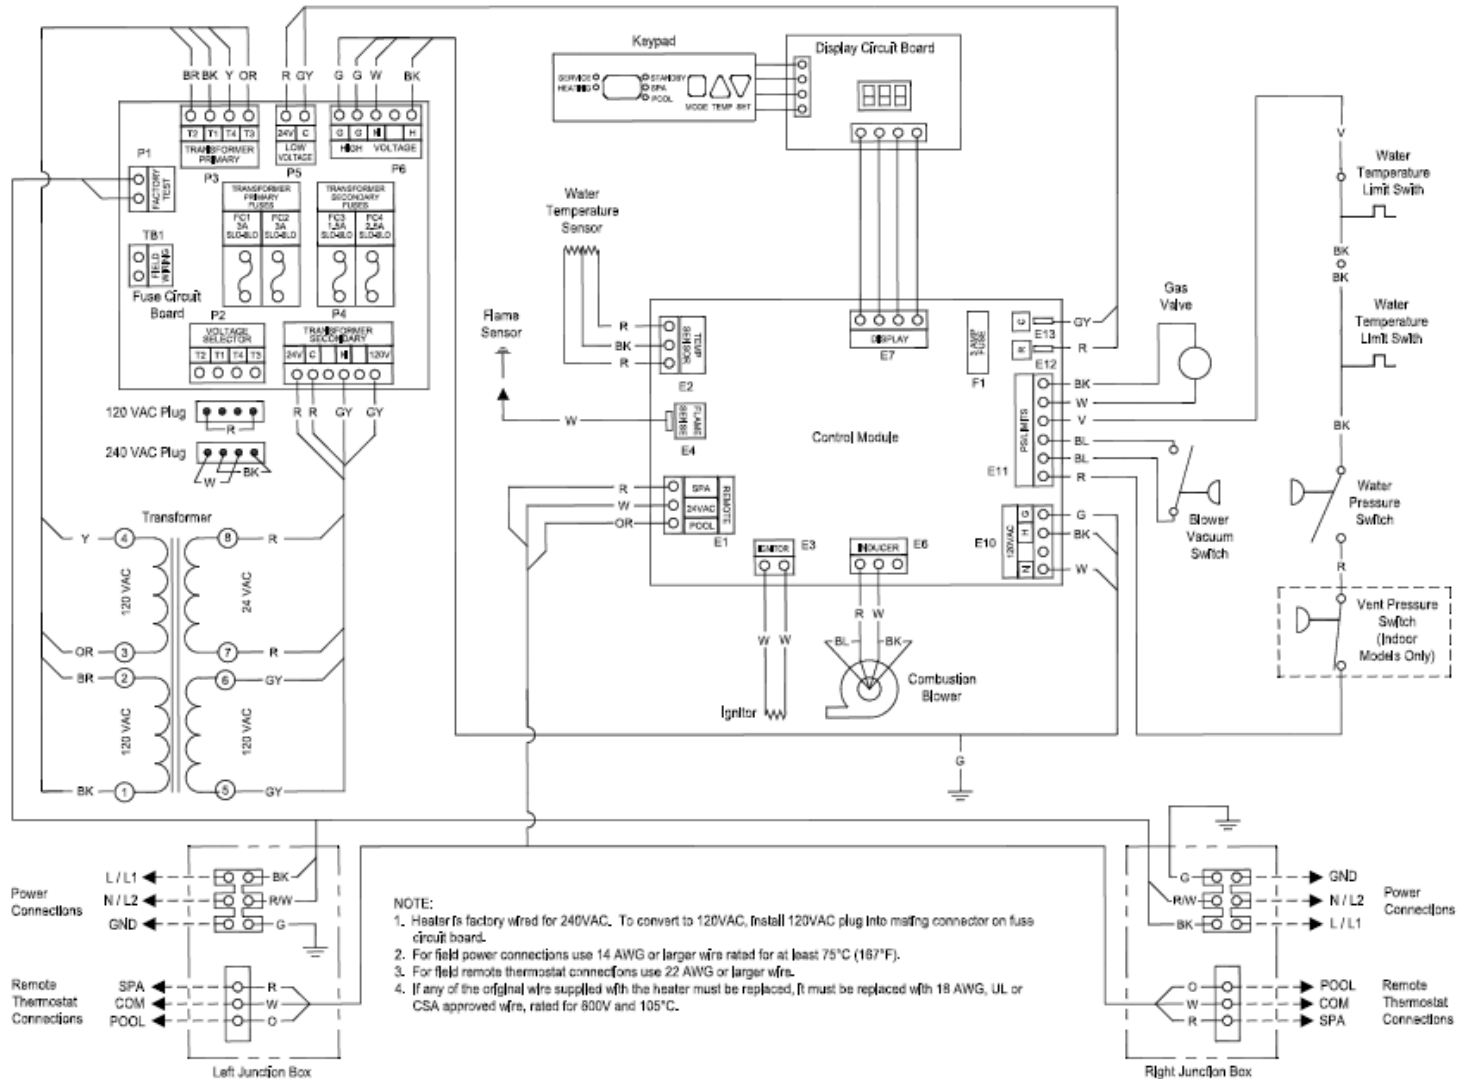 Keypad
Display Circuit Board
SERVICE
HEATING
STANDBY
SPA
POOL
MODE TEMP SET
BR BK Y OR
R GY
G G W BK
T2 T1 T4 T3
TRANSFORMER
PRIMARY
P3
24V C
LOW
VOLTAGE
P5
G G HI H
HIGH VOLTAGE
P6
P1
FACTORY
TEST
TB1
FIELD
WIRING
Fuse Circuit
Board
TRANSFORMER
PRIMARY
FUSES
FC1
3A
SLO-BLO
FC2
3A
SLO-BLO
TRANSFORMER
SECONDARY
FUSES
FC3
1.5A
SLO-BLO
FC4
2.5A
SLO-BLO
P2
VOLTAGE
SELECTOR
T2 T1 T4 T3
P4
TRANSFORMER
SECONDARY
24V C HI 120V
120 VAC Plug
R
240 VAC Plug
W
BK
R R GY GY
Transformer
Y 4
8 R
120 VAC
24 VAC
OR 3
7 R
BR 2
6 GY
120 VAC
120 VAC
BK 1
5 GY
Water
Temperature
Sensor
Flame
Sensor
R
BK
R
TEMP
SENSOR
E2
W
FLAME
SENSE
E4
R
W
OR
SPA
24VAC
POOL
REMOTE
E1
DISPLAY
E7
5 AMP
FUSE
F1
Control Module
C
E13
GY
R
E12
R
PS/LIMITS
E11
BK
W
V
BL
BL
R
E10
120VAC
G
H
N
G
BK
W
IGNITOR
E3
W W
Ignitor
INDUCER
E6
R W
BL
BK
Combustion
Blower
G
Gas
Valve
Blower
Vacuum
Switch
V
Water
Temperature
Limit Swith
BK
BK
Water
Temperature
Limit Swith
BK
Water
Pressure
Switch
R
Vent Pressure
Switch
(Indoor
Models Only)
Power
Connections
L / L1
N / L2
GND
BK
R/W
G
Remote
Thermostat
Connections
SPA
COM
POOL
R
W
O
Left Junction Box
NOTE:
1. Heater is factory wired for 240VAC. To convert to 120VAC, install 120VAC plug into mating connector on fuse
circuit board.
2. For field power connections use 14 AWG or larger wire rated for at least 75°C (167°F).
3. For field remote thermostat connections use 22 AWG or larger wire.
4. If any of the original wire supplied with the heater must be replaced, it must be replaced with 18 AWG, UL or
CSA approved wire, rated for 600V and 105°C.
G
R/W
BK
GND
N / L2
L / L1
Power
Connections
O
W
R
POOL
COM
SPA
Remote
Thermostat
Connections
Right Junction Box